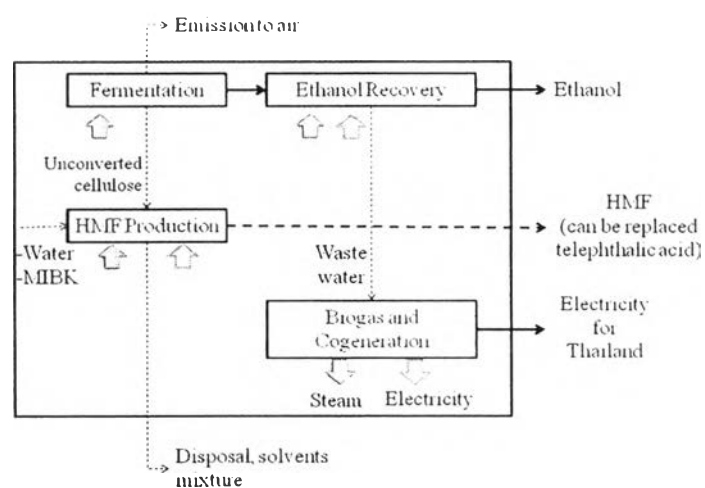 Emission to air
Fermentation
Ethanol Recovery
Ethanol
Unconverted
cellulose
HMF Production
HMF
(can be replaced
telephthalic acid)
-Water
-MIBK
Waste
water
Biogas and
Cogeneration
Electricity
for
Thailand
Steam
Electricity
Disposal, solvents
mixture